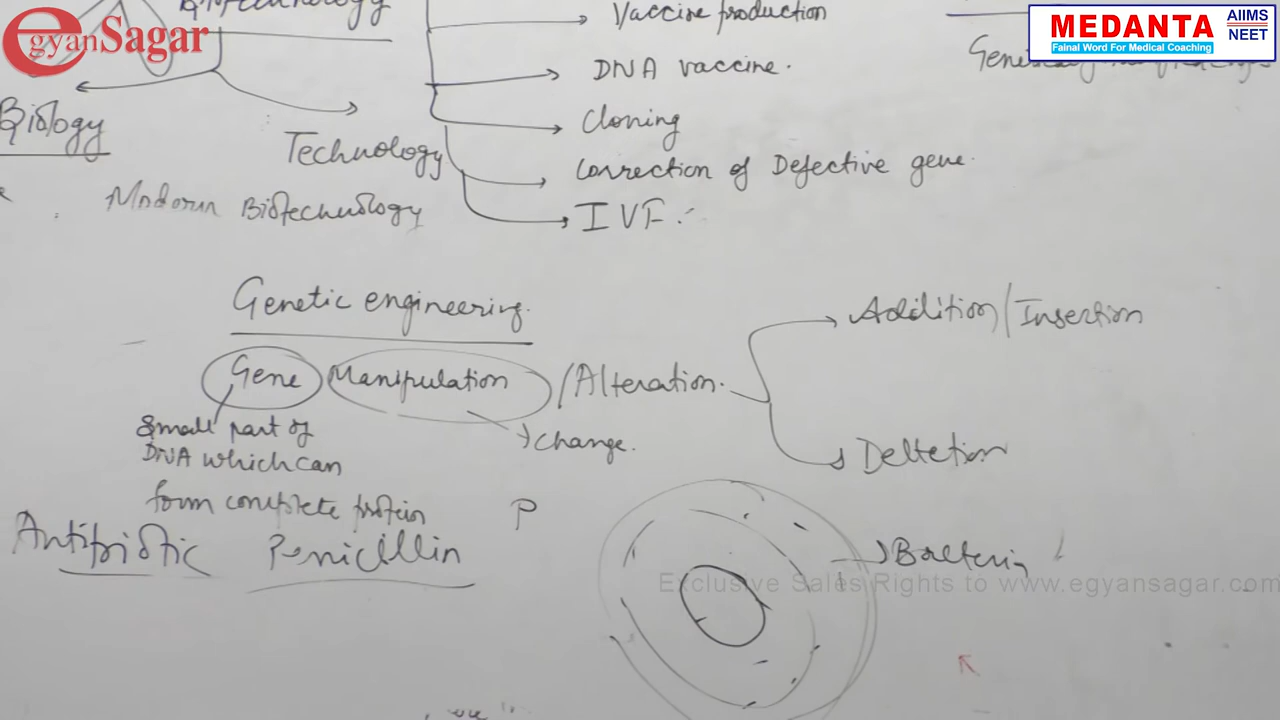 egyanSagar
MEDANTA
Fainal Word For Medical Coaching
AIIMS
NEET
Biotechnology
Vaccine production
DNA vaccine.
Cloning
Correction of Defective gene.
IVF
Biology
Technology
Modern Biotechnology
Genetic engineering.
Gene Manipulation /Alteration.
Addition/Insertion
Deltetion
change.
Small part of
DNA which can
form complete protein
P
Antibiotic Penicillin
Bacteria
Exclusive Sales Rights to www.egyansagar.com